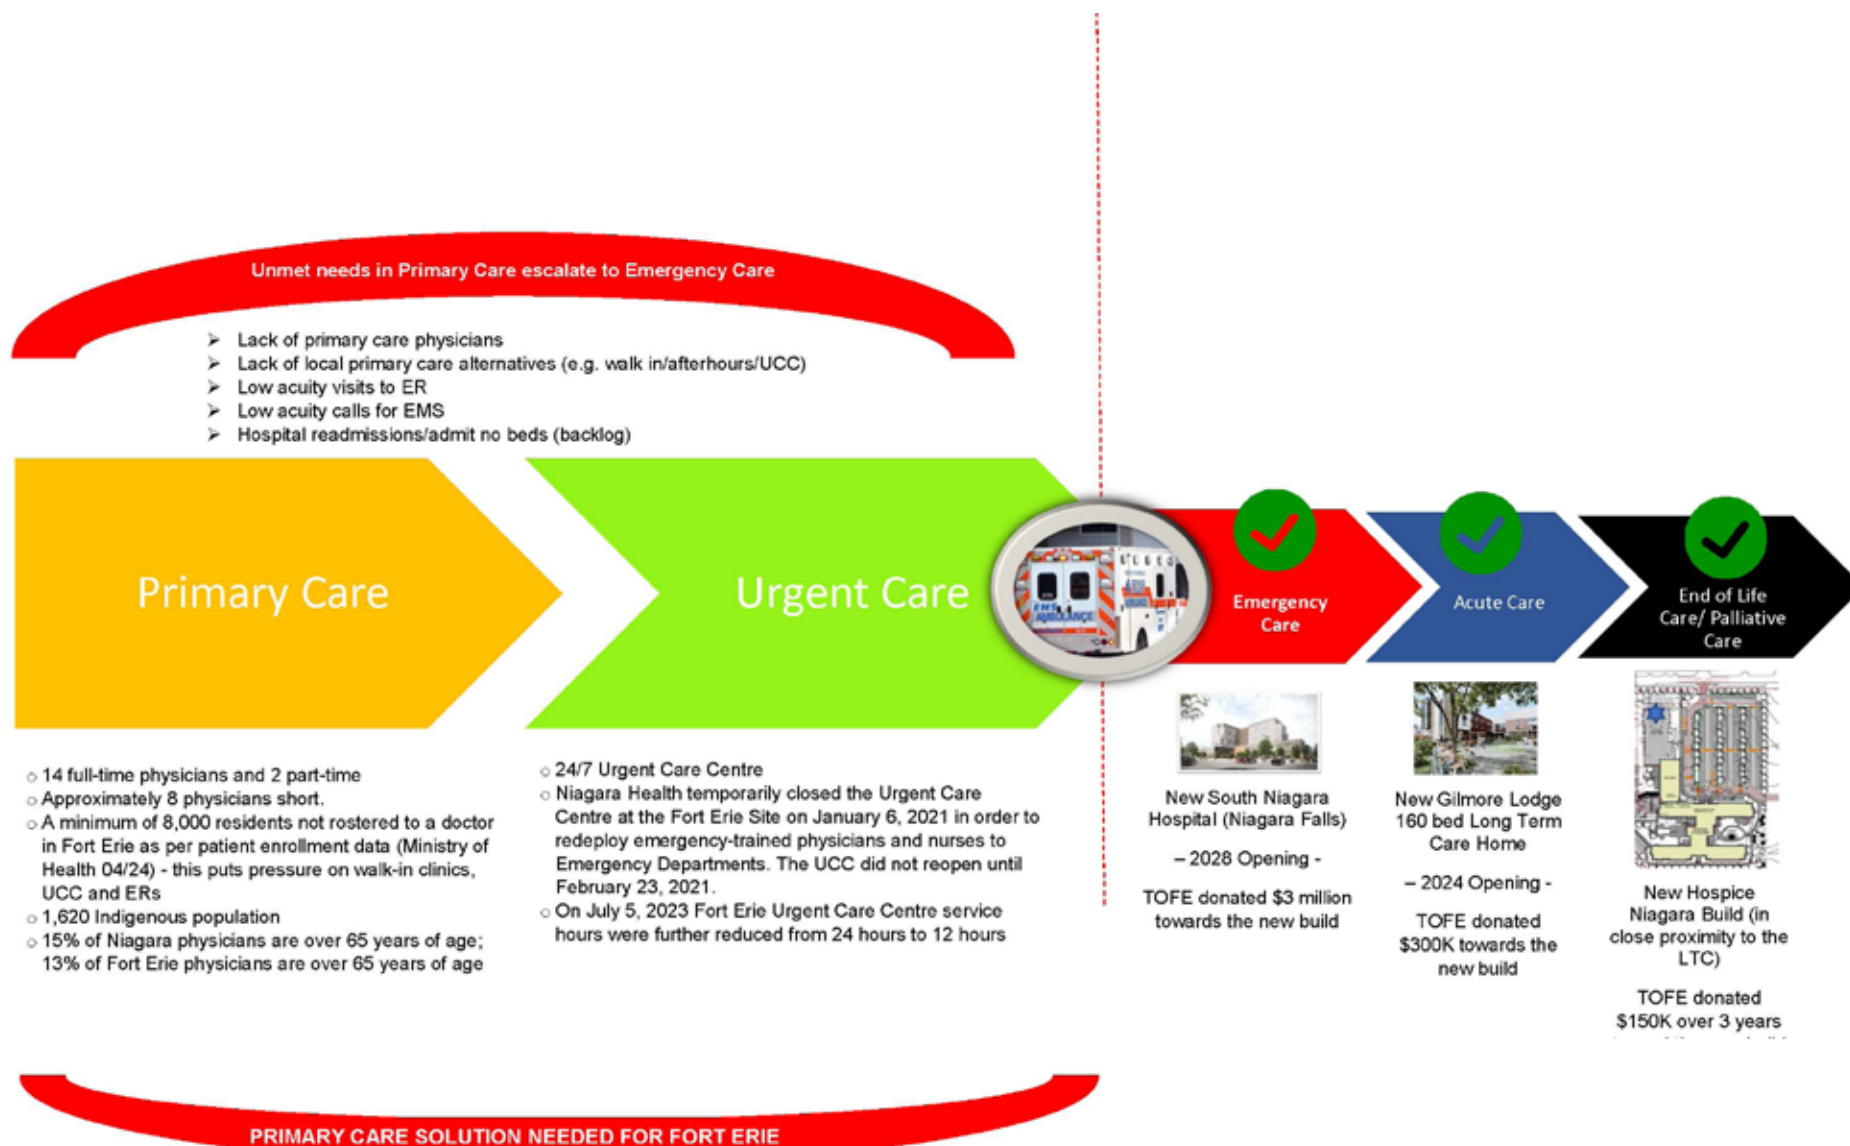 Unmet needs in Primary Care escalate to Emergency Care
➢ Lack of primary care physicians
➢ Lack of local primary care alternatives (e.g. walk in/afterhours/UCC)
➢ Low acuity visits to ER
➢ Low acuity calls for EMS
➢ Hospital readmissions/admit no beds (backlog)
Primary Care
Urgent Care
EMS
AMBULANCE
Emergency
Care
Acute Care
End of Life
Care/ Palliative
Care
o 14 full-time physicians and 2 part-time
o Approximately 8 physicians short.
o A minimum of 8,000 residents not rostered to a doctor
in Fort Erie as per patient enrollment data (Ministry of
Health 04/24) - this puts pressure on walk-in clinics,
UCC and ERs
o 1,620 Indigenous population
o 15% of Niagara physicians are over 65 years of age;
13% of Fort Erie physicians are over 65 years of age
o 24/7 Urgent Care Centre
o Niagara Health temporarily closed the Urgent Care
Centre at the Fort Erie Site on January 6, 2021 in order to
redeploy emergency-trained physicians and nurses to
Emergency Departments. The UCC did not reopen until
February 23, 2021.
o On July 5, 2023 Fort Erie Urgent Care Centre service
hours were further reduced from 24 hours to 12 hours
New South Niagara
Hospital (Niagara Falls)
– 2028 Opening -
TOFE donated $3 million
towards the new build
New Gilmore Lodge
160 bed Long Term
Care Home
– 2024 Opening -
TOFE donated
$300K towards the
new build
New Hospice
Niagara Build (in
close proximity to the
LTC)
TOFE donated
$150K over 3 years
PRIMARY CARE SOLUTION NEEDED FOR FORT ERIE